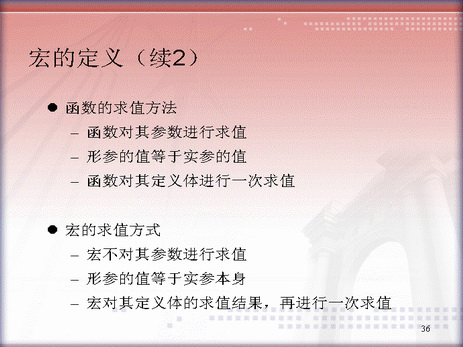 宏的定义（续2）
● 函数的求值方法
– 函数对其参数进行求值
– 形参的值等于实参的值
– 函数对其定义体进行一次求值
● 宏的求值方式
– 宏不对其参数进行求值
– 形参的值等于实参本身
– 宏对其定义体的求值结果，再进行一次求值
36